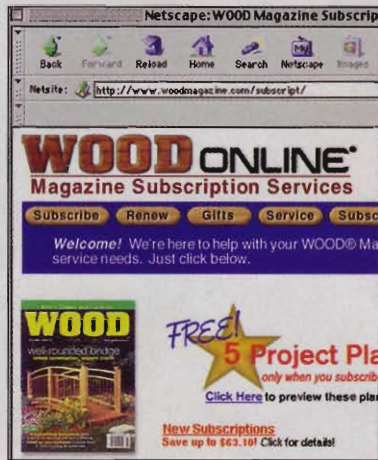 Netscape: WOOD Magazine Subscrip
Back Forward Reload Home Search Netscape Images
Netsite: http://www.woodmagazine.com/subscript/
WOOD ONLINE
Magazine Subscription Services
Subscribe Renew Gifts Service Subsc
Welcome! We're here to help with your WOOD® Ma
service needs. Just click below.
WOOD
well-rounded bridge
FREE!
5 Project Pla
only when you subscrib
Click Here to preview these plan
New Subscriptions
Save up to $63.10! Click for details!